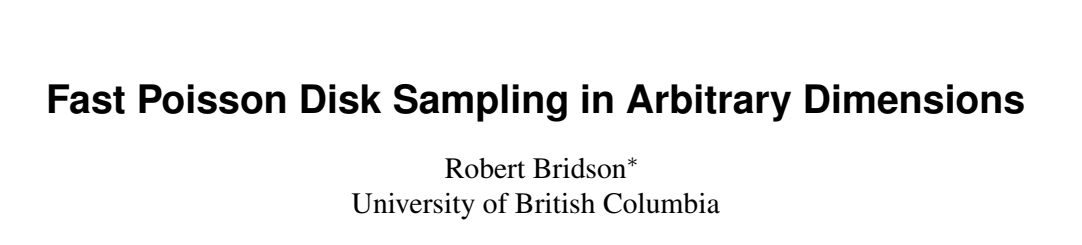 Fast Poisson Disk Sampling in Arbitrary Dimensions
Robert Bridson*
University of British Columbia